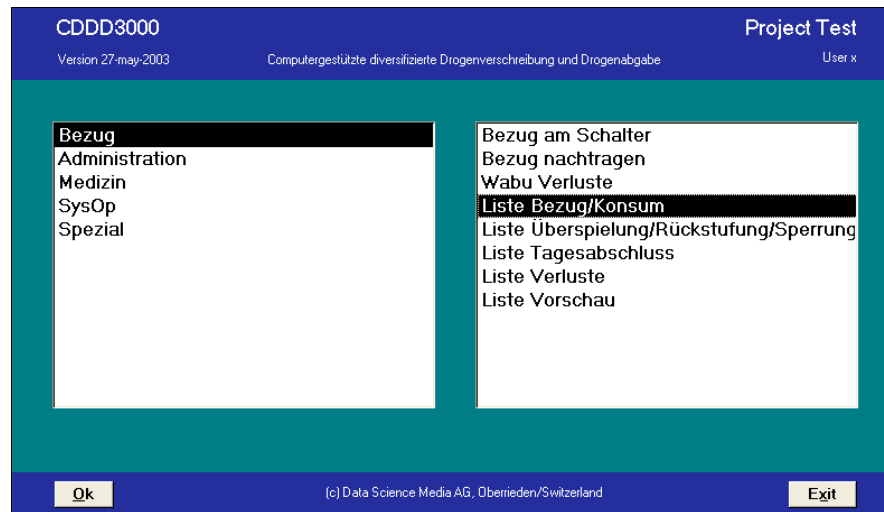 CDDD3000
Project Test
Version 27-may-2003
Computergestützte diversifizierte Drogenverschreibung und Drogenabgabe
User x
Bezug
Administration
Medizin
SysOp
Spezial
Bezug am Schalter
Bezug nachtragen
Wabu Verluste
Liste Bezug/Konsum
Liste Überspielung/Rückstufung/Sperrung
Liste Tagesabschluss
Liste Verluste
Liste Vorschau
Ok
(c) Data Science Media AG, Oberrieden/Switzerland
Exit